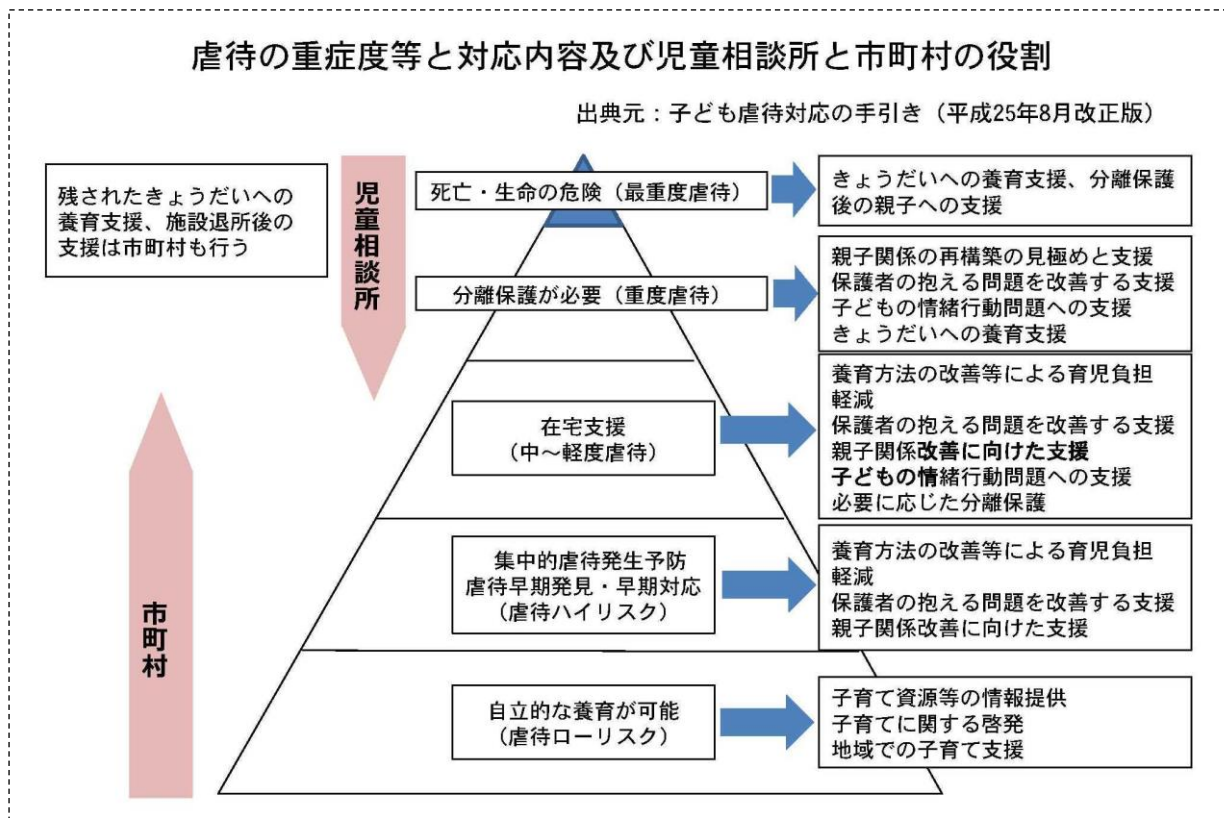 虐待の重症度等と対応内容及び児童相談所と市町村の役割
出典元：子ども虐待対応の手引き（平成25年8月改正版）
残されたきょうだいへの
養育支援、施設退所後の
支援は市町村も行う
児童相談所
市町村
死亡・生命の危険（最重度虐待）
きょうだいへの養育支援、分離保護
後の親子への支援
分離保護が必要（重度虐待）
親子関係の再構築の見極めと支援
保護者の抱える問題を改善する支援
子どもの情緒行動問題への支援
きょうだいへの養育支援
在宅支援
（中～軽度虐待）
養育方法の改善等による育児負担
軽減
保護者の抱える問題を改善する支援
親子関係改善に向けた支援
子どもの情緒行動問題への支援
必要に応じた分離保護
集中的虐待発生予防
虐待早期発見・早期対応
（虐待ハイリスク）
養育方法の改善等による育児負担
軽減
保護者の抱える問題を改善する支援
親子関係改善に向けた支援
自立的な養育が可能
（虐待ローリスク）
子育て資源等の情報提供
子育てに関する啓発
地域での子育て支援